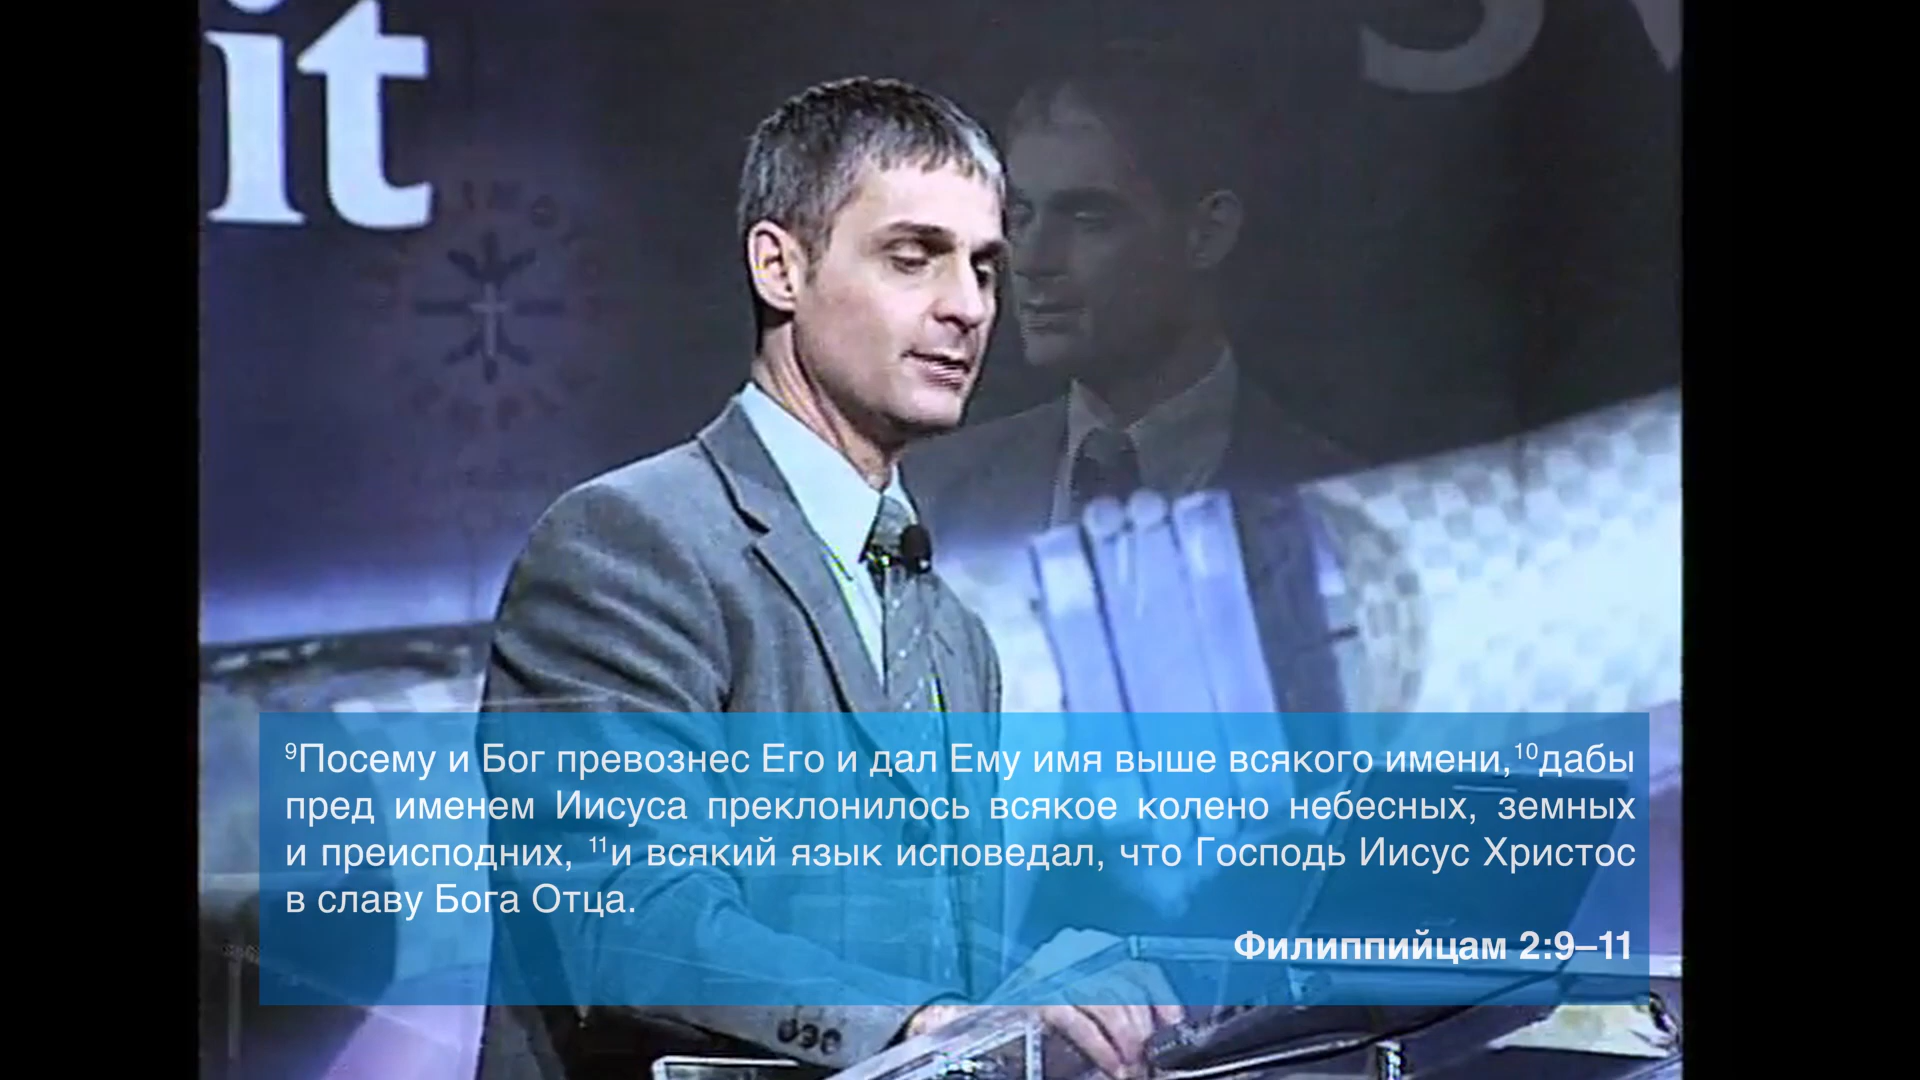 it
⁹Посему и Бог превознес Его и дал Ему имя выше всякого имени,¹⁰дабы
пред именем Иисуса преклонилось всякое колено небесных, земных
и преисподних, ¹¹и всякий язык исповедал, что Господь Иисус Христос
в славу Бога Отца.
Филиппийцам 2:9–11